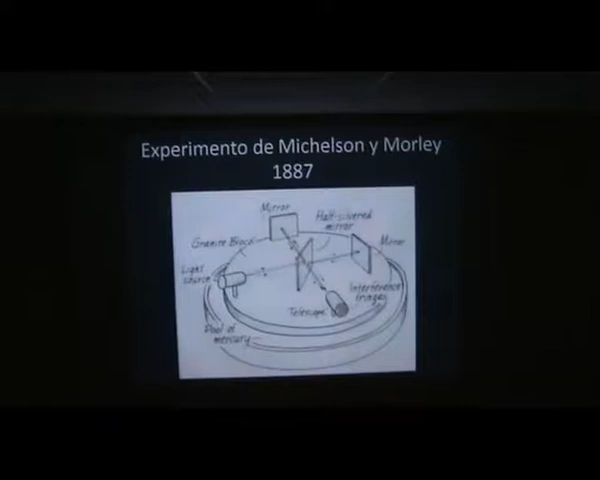 Experimento de Michelson y Morley
1887
Mirror
Half-silvered
mirror
Mirror
Granite Block
Light
source
Interference
fringes
Telescope
Pool of
mercury